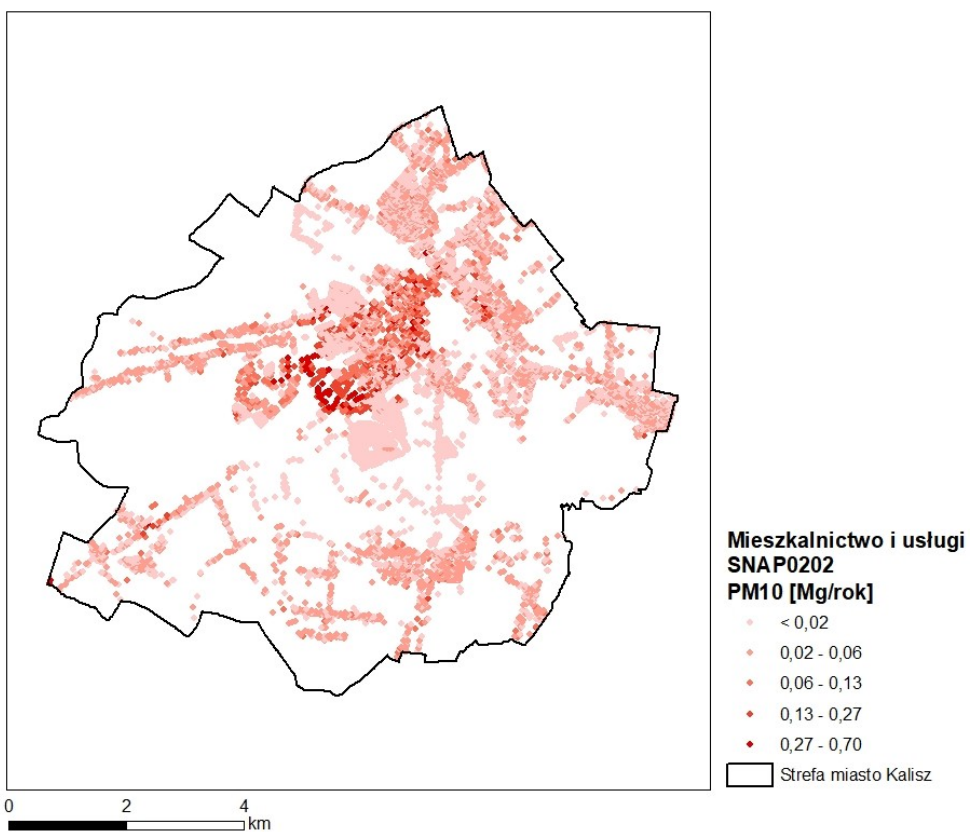 Mieszkalnictwo i usługi
SNAP0202
PM10 [Mg/rok]
< 0,02
0,02 - 0,06
0,06 - 0,13
0,13 - 0,27
0,27 - 0,70
Strefa miasto Kalisz
0 2 4
km